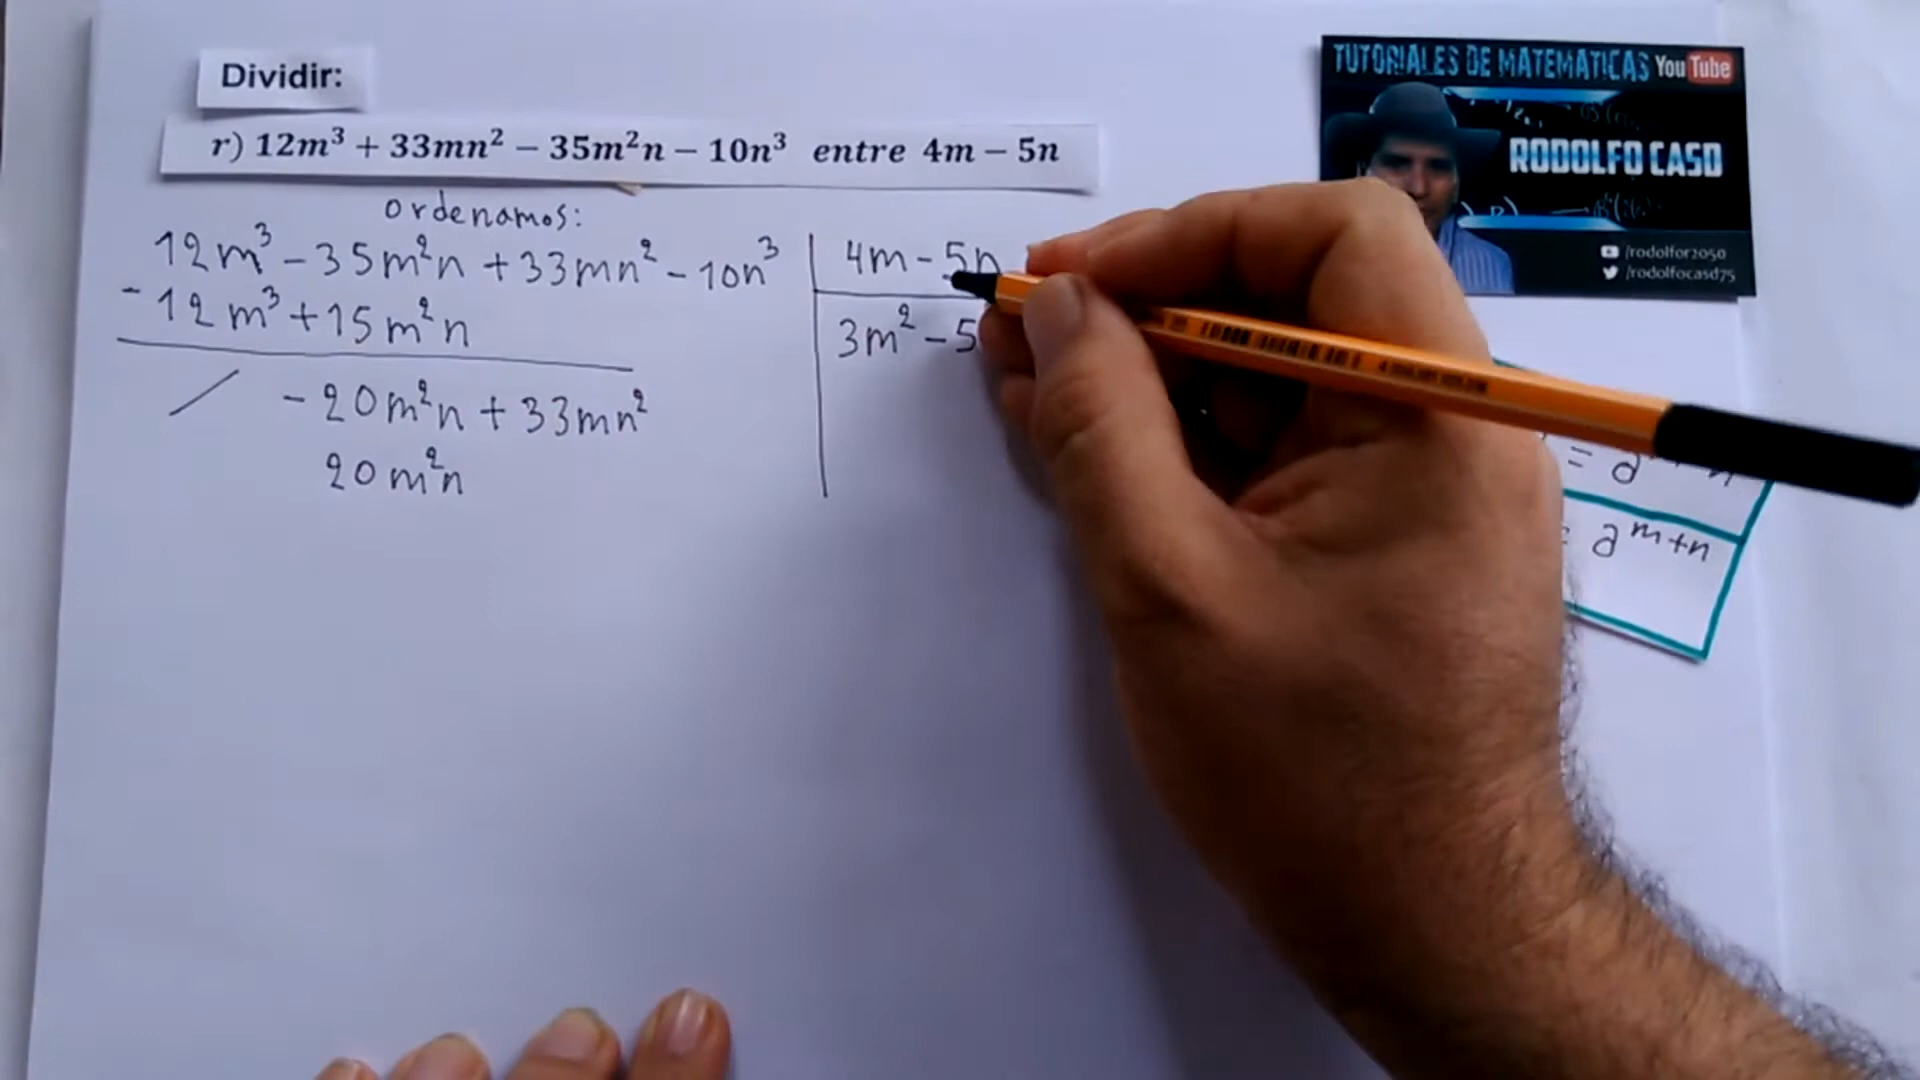 Dividir:
r) 12m³ + 33mn² − 35m²n − 10n³ entre 4m − 5n
ordenamos:
12m³ − 35m²n + 33mn² − 10n³ | 4m − 5n
− 12m³ + 15m²n
3m² − 5
− 20m²n + 33mn²
20m²n
TUTORIALES DE MATEMATICAS YouTube
RODOLFO CASD
/rodolfor2050
/rodolfocasd75
= a
= a^m+n